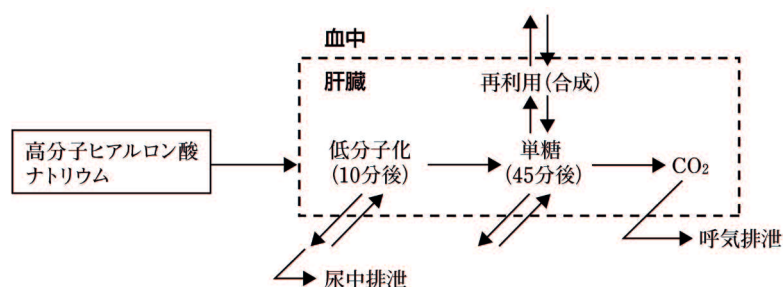 血中
肝臓
再利用(合成)
高分子ヒアルロン酸
ナトリウム
低分子化
(10分後)
単糖
(45分後)
CO₂
呼気排泄
尿中排泄